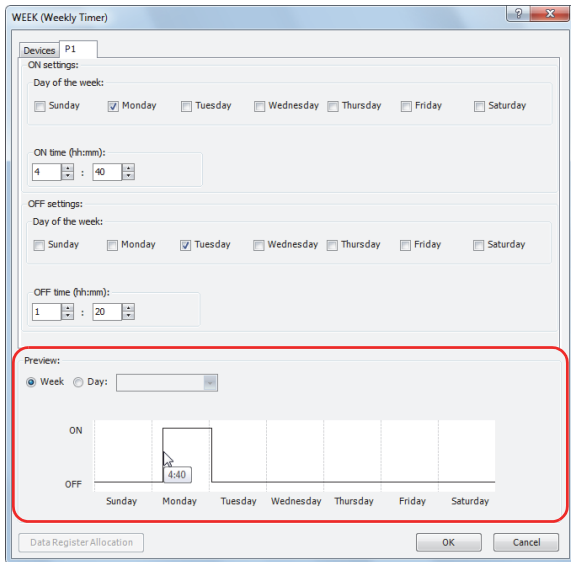 WEEK (Weekly Timer)
?
Devices P1
ON settings:
Day of the week:
Sunday Monday Tuesday Wednesday Thursday Friday Saturday
ON time (hh:mm):
4 : 40
OFF settings:
Day of the week:
Sunday Monday Tuesday Wednesday Thursday Friday Saturday
OFF time (hh:mm):
1 : 20
Preview:
Week Day:
ON
4:40
OFF
Sunday Monday Tuesday Wednesday Thursday Friday Saturday
Data Register Allocation OK Cancel